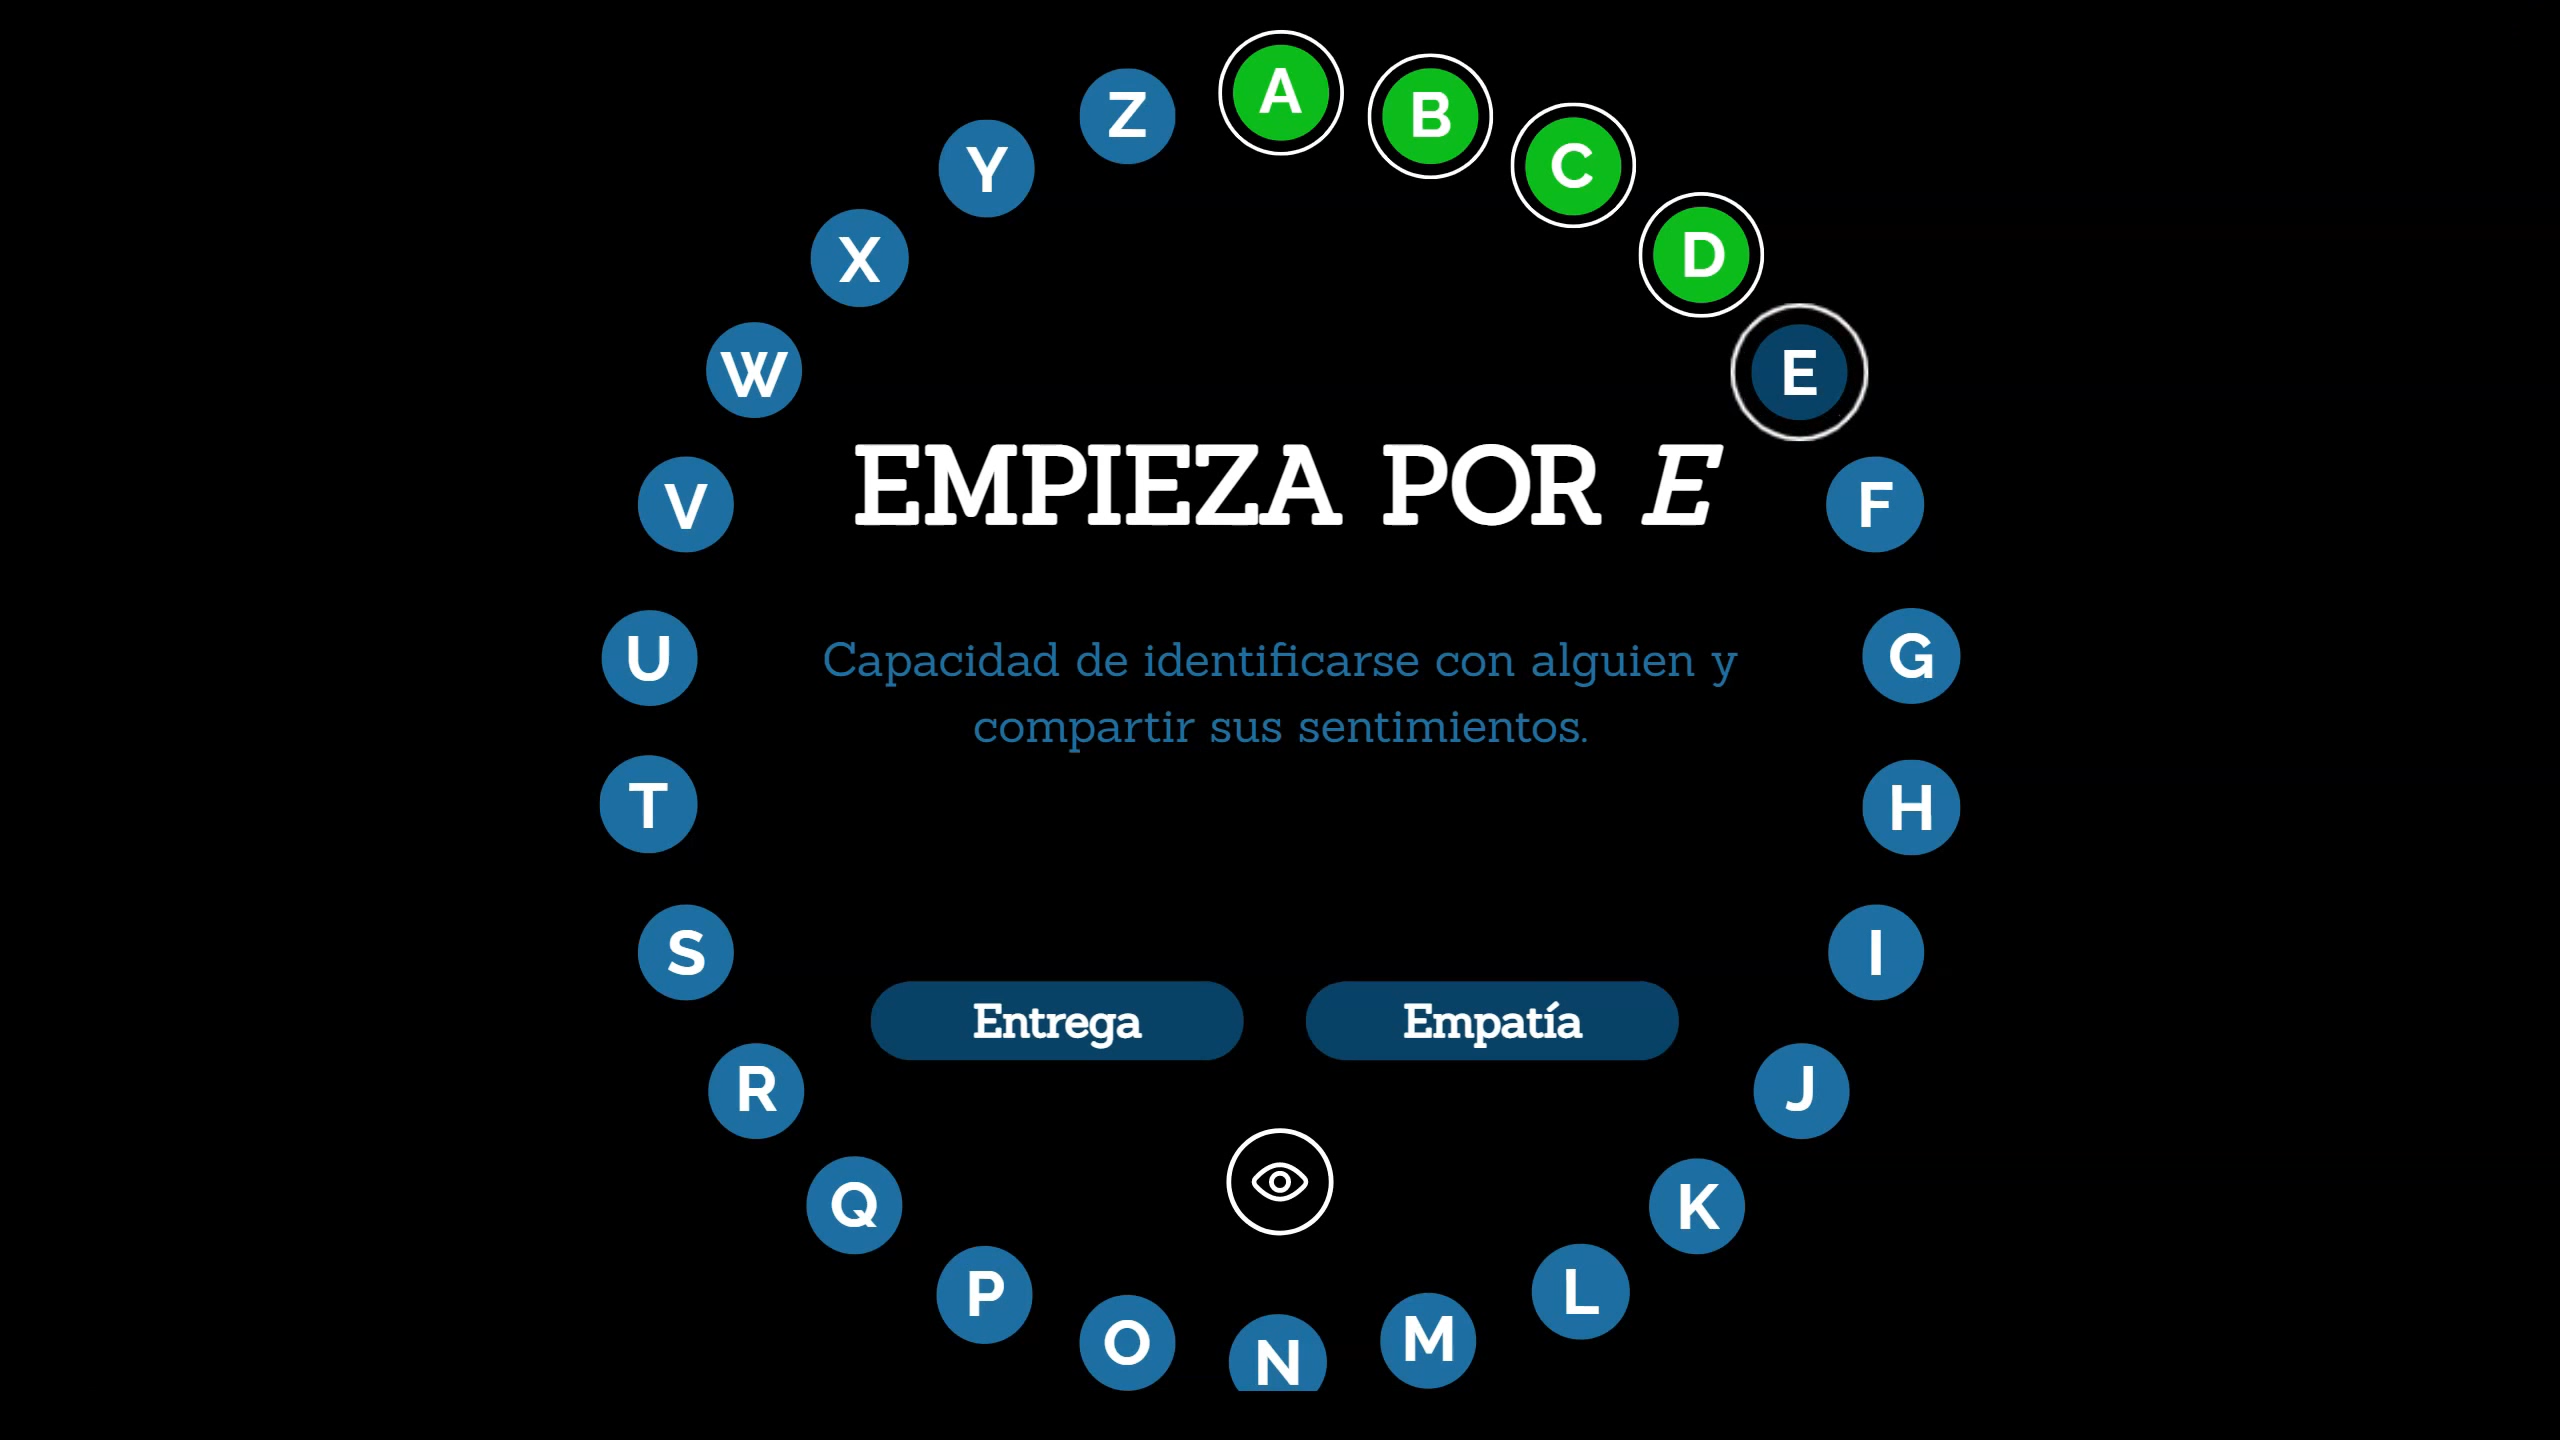 A
B
C
D
E
F
G
H
I
J
K
L
M
N
O
P
Q
R
S
T
U
V
W
X
Y
Z
EMPIEZA POR E
Capacidad de identificarse con alguien y
compartir sus sentimientos.
Entrega
Empatía